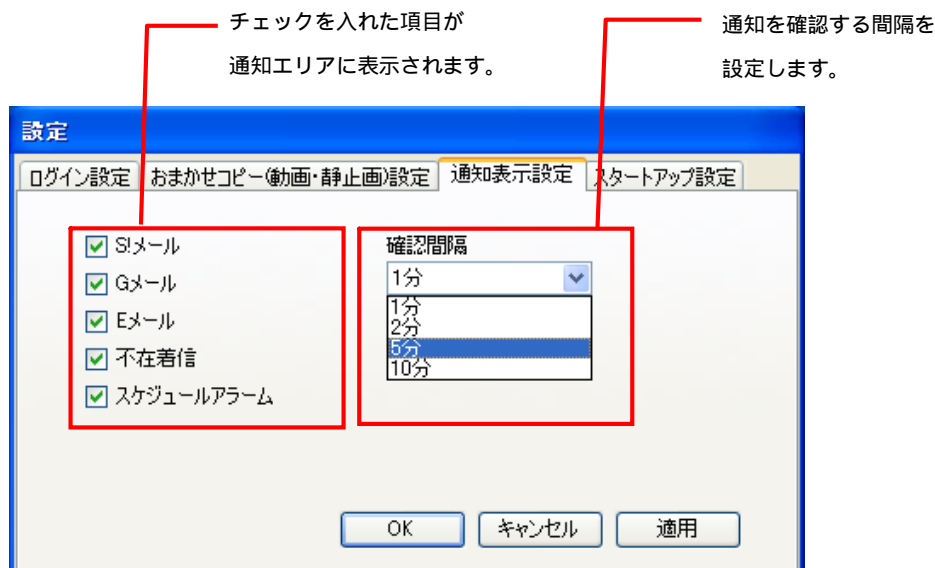 チェックを入れた項目が
通知エリアに表示されます。
通知を確認する間隔を
設定します。
設定
ログイン設定 おまかせコピー(動画・静止画)設定 通知表示設定 スタートアップ設定
S!メール
Gメール
Eメール
不在着信
スケジュールアラーム
確認間隔
1分
1分
2分
5分
10分
OK キャンセル 適用